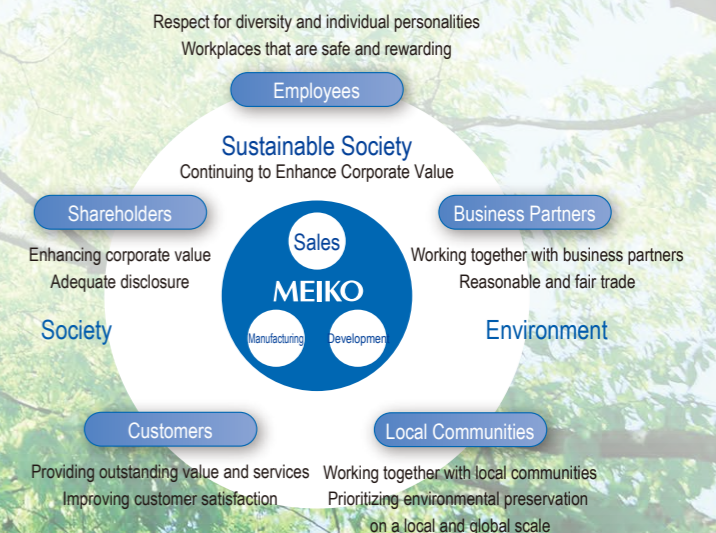 Respect for diversity and individual personalities
Workplaces that are safe and rewarding
Employees
Sustainable Society
Continuing to Enhance Corporate Value
Shareholders
Enhancing corporate value
Adequate disclosure
Business Partners
Working together with business partners
Reasonable and fair trade
Sales
MEIKO
Manufacturing
Developmen
Society
Environment
Customers
Providing outstanding value and services
Improving customer satisfaction
Local Communities
Working together with local communities
Prioritizing environmental preservation
on a local and global scale